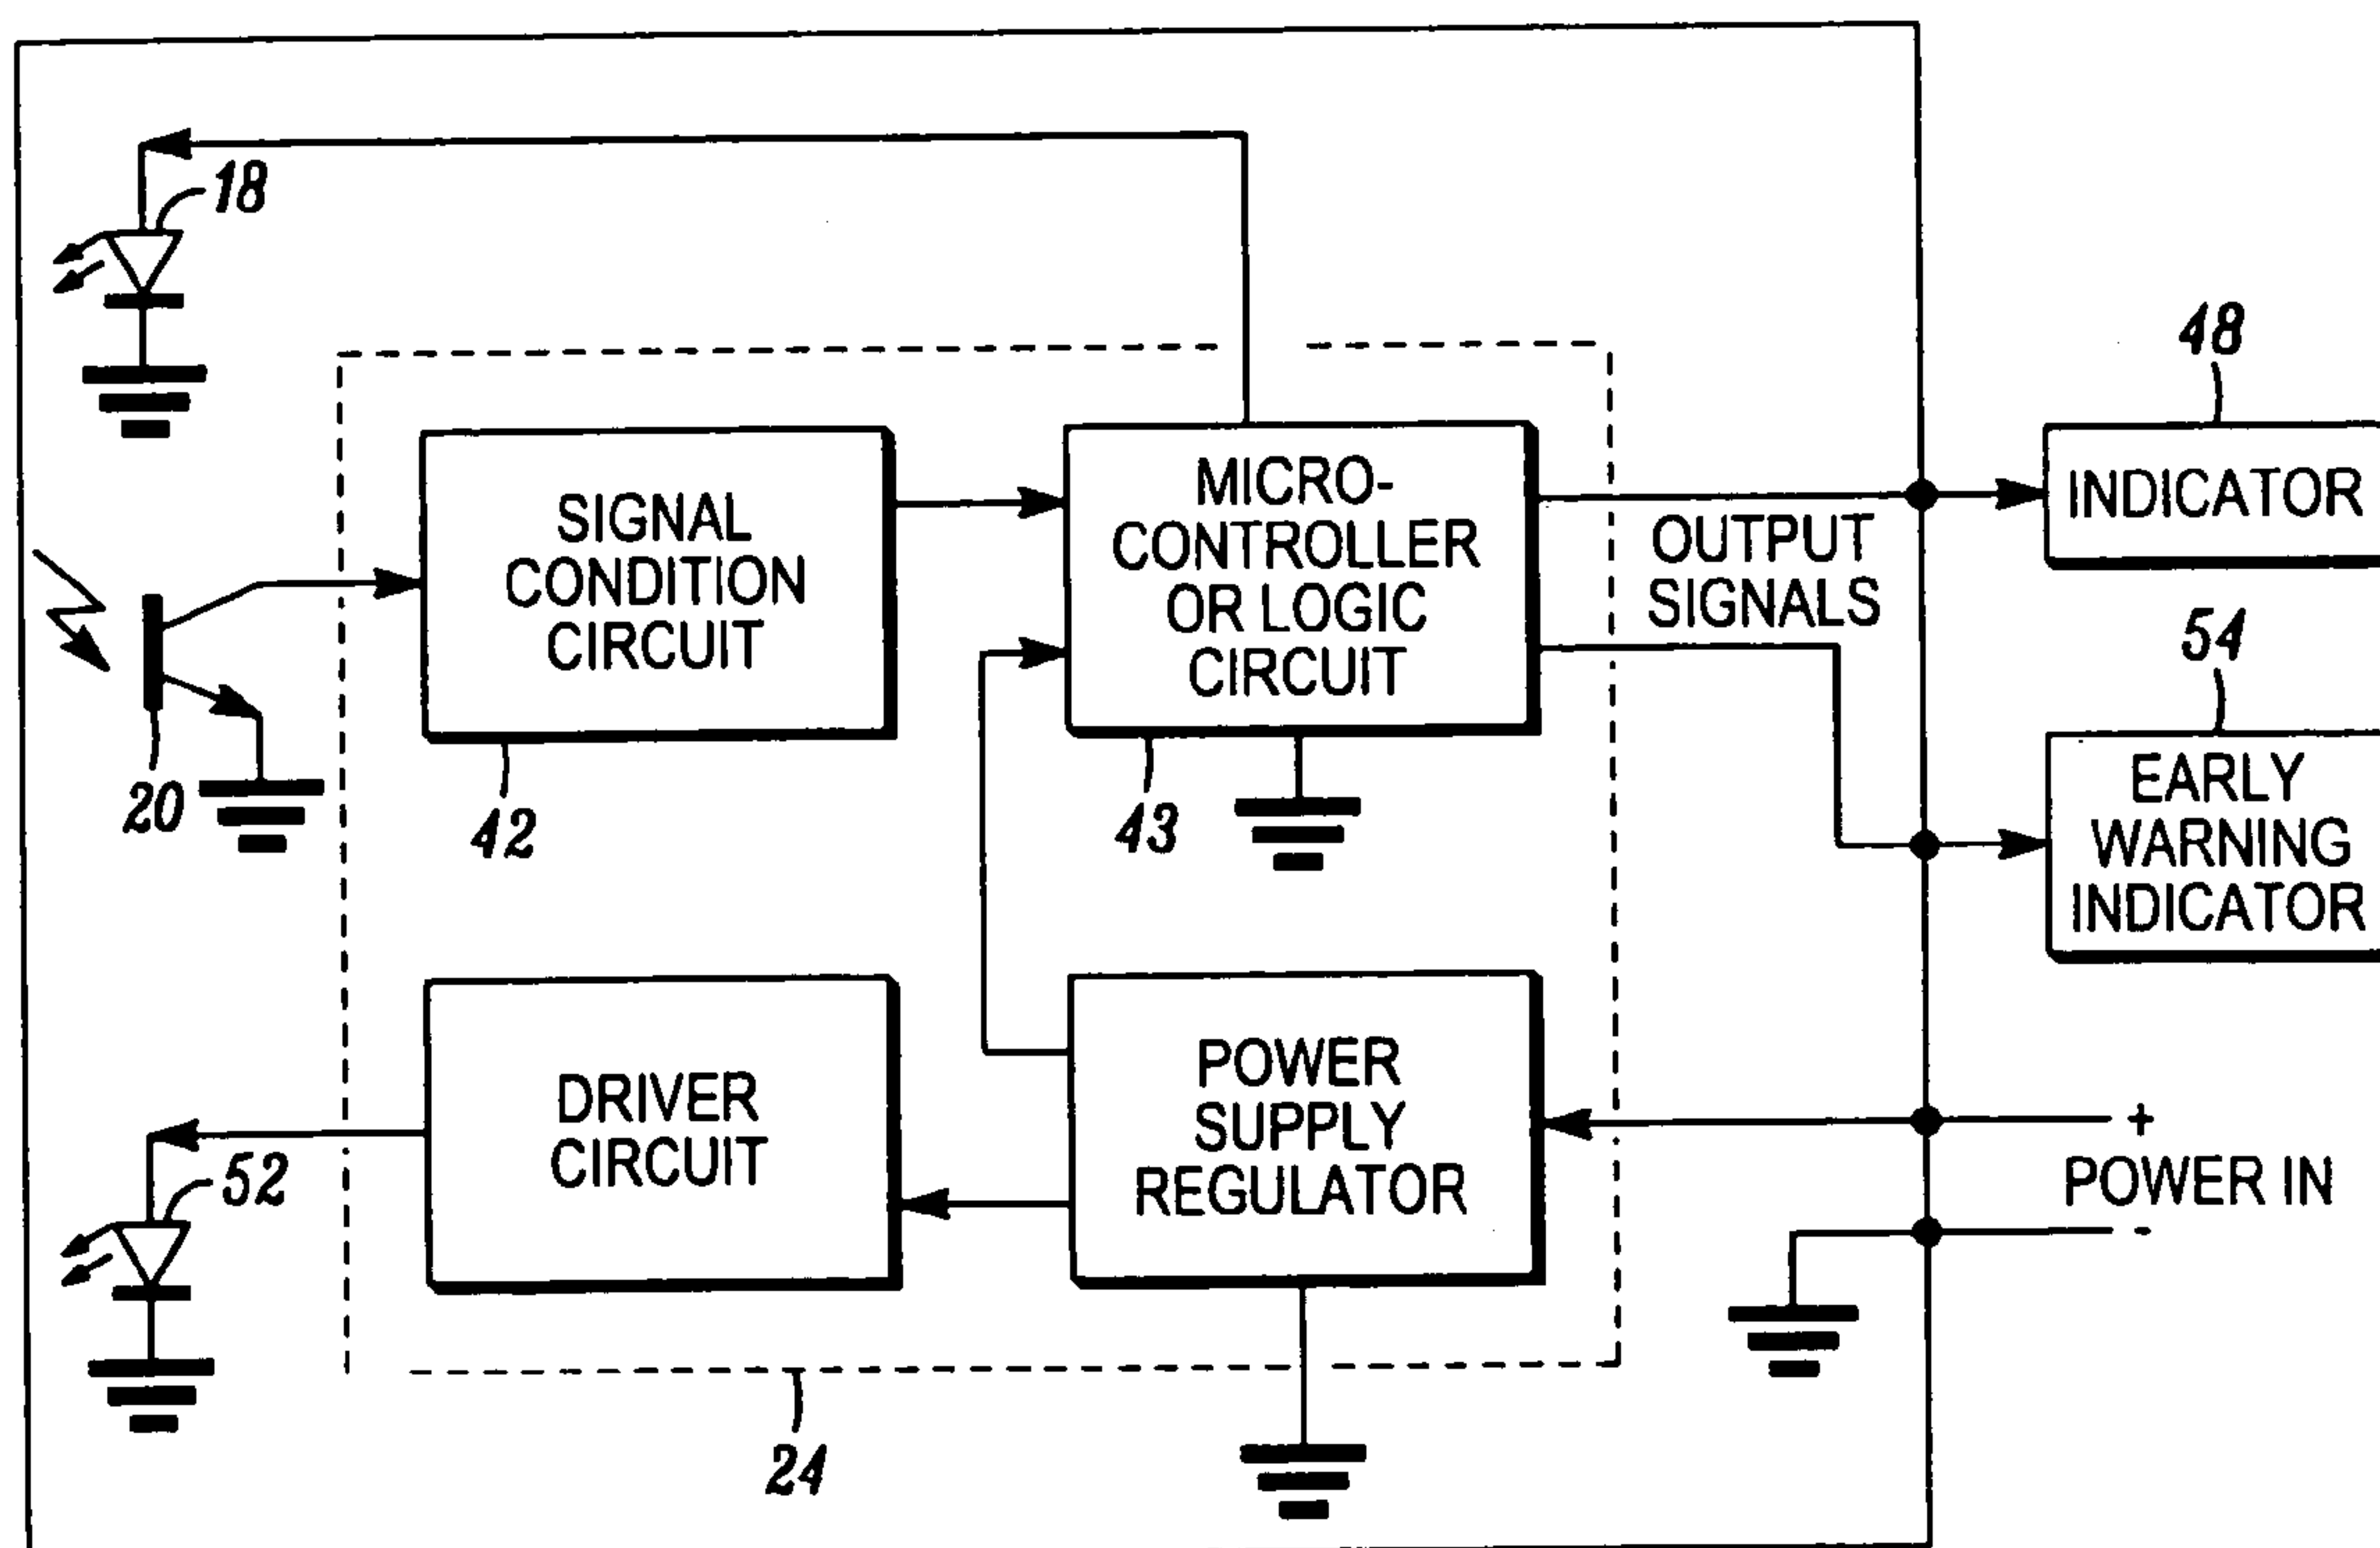 18
48
SIGNAL
CONDITION
CIRCUIT
MICRO-
CONTROLLER
OR LOGIC
CIRCUIT
OUTPUT
SIGNALS
INDICATOR
54
20
42
43
EARLY
WARNING
INDICATOR
DRIVER
CIRCUIT
POWER
SUPPLY
REGULATOR
+
POWER IN
-
52
24